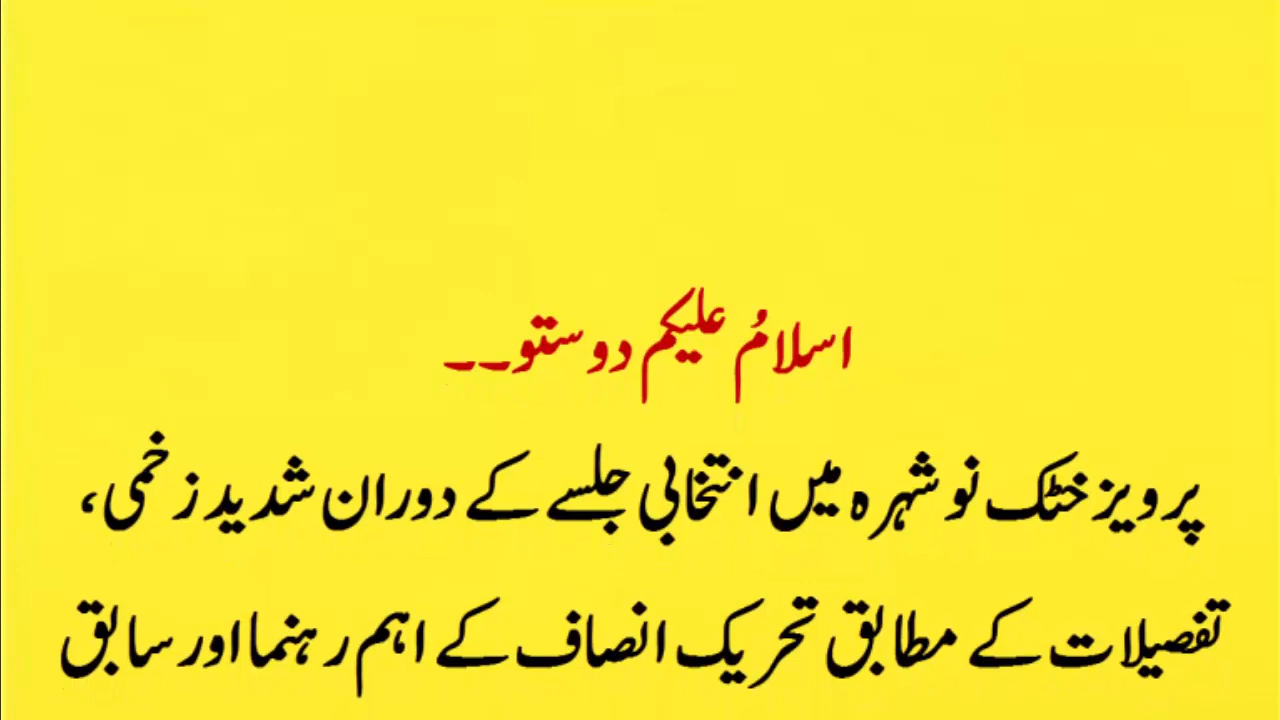 اسلامُ علیکم دوستو۔۔۔
پرویز خٹک نوشہرہ میں انتخابی جلسے کے دوران شدید زخمی،
تفصیلات کے مطابق تحریک انصاف کے اہم رہنما اور سابق